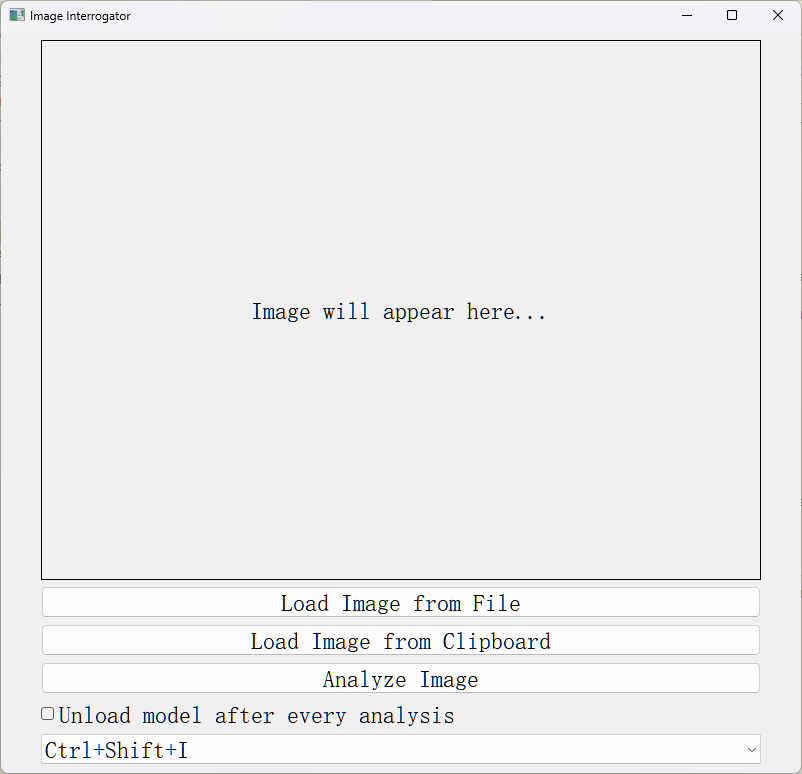 Image Interrogator
Image will appear here...
Load Image from File
Load Image from Clipboard
Analyze Image
Unload model after every analysis
Ctrl+Shift+I